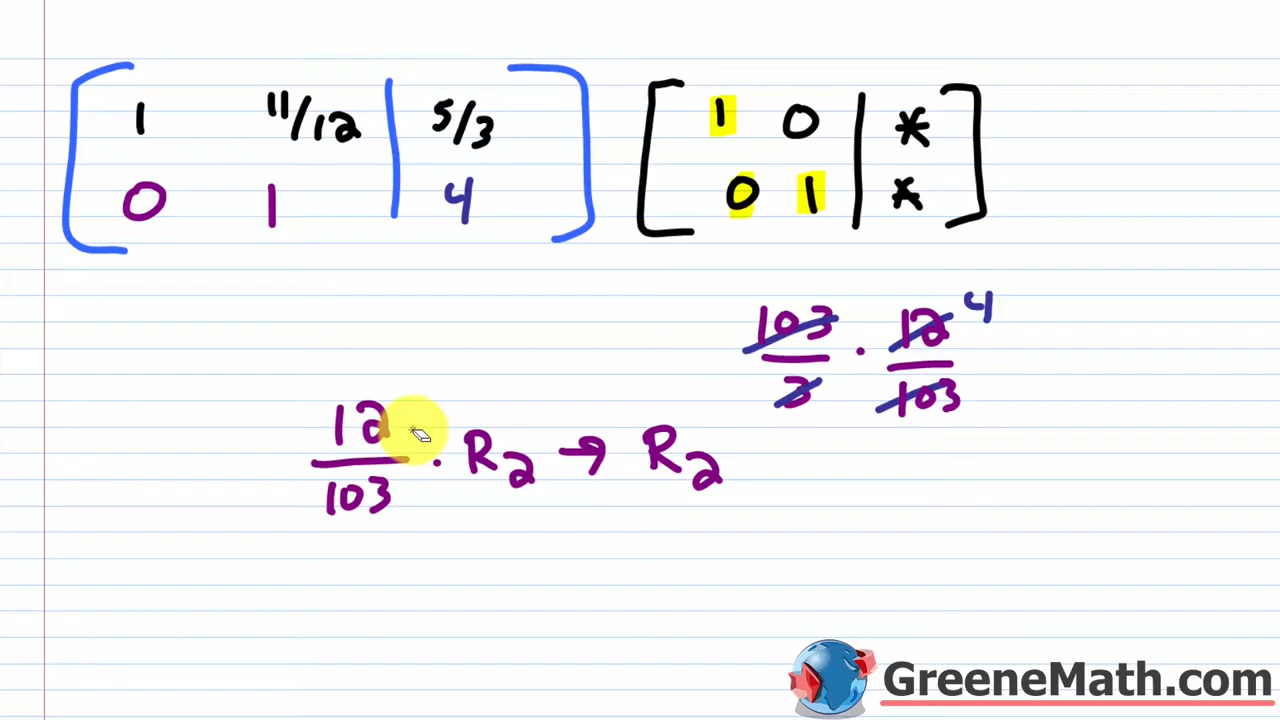 1 11/12 | 5/3
0 1 | 4
1 0 | *
0 1 | *
103/3 · 12/103 4
12/103 · R2 → R2
GreeneMath.com